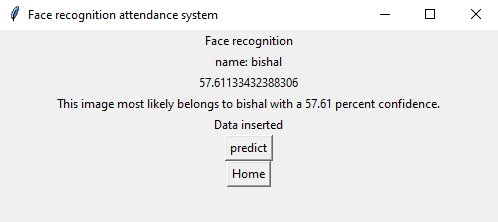 Face recognition attendance system
Face recognition
name: bishal
57.61133432388306
This image most likely belongs to bishal with a 57.61 percent confidence.
Data inserted
predict
Home